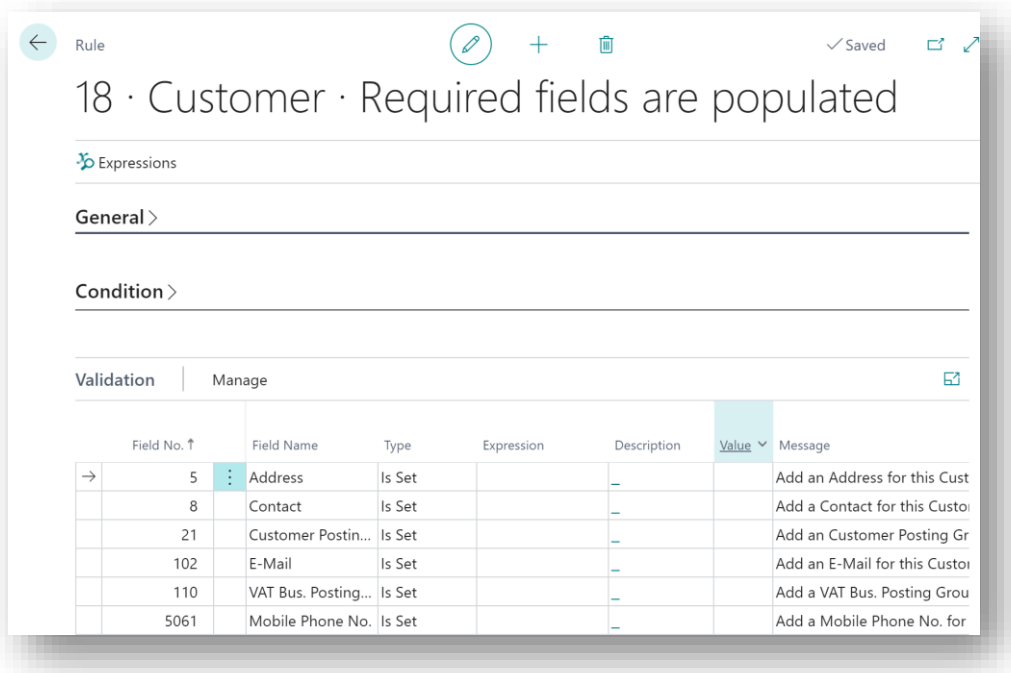 Rule
Saved
18 · Customer · Required fields are populated
Expressions
General
Condition
Validation Manage
Field No. ↑ Field Name Type Expression Description Value Message
5 Address Is Set _ Add an Address for this Cust
8 Contact Is Set _ Add a Contact for this Custo
21 Customer Postin... Is Set _ Add an Customer Posting Gr
102 E-Mail Is Set _ Add an E-Mail for this Custo
110 VAT Bus. Posting... Is Set _ Add a VAT Bus. Posting Grou
5061 Mobile Phone No. Is Set _ Add a Mobile Phone No. for